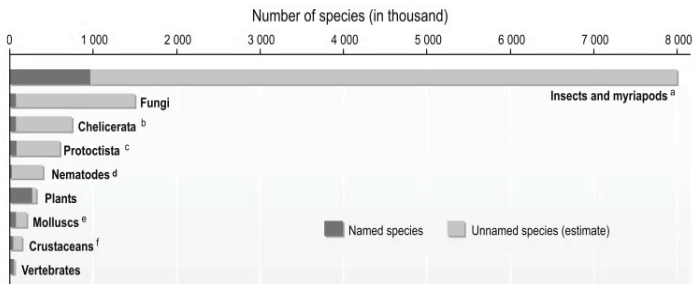 Number of species (in thousand)
0 1 000 2 000 3 000 4 000 5 000 6 000 7 000 8 000
Insects and myriapods a
Fungi
Chelicerata b
Protoctista c
Nematodes d
Plants
Molluscs e
Crustaceans f
Vertebrates
Named species Unnamed species (estimate)